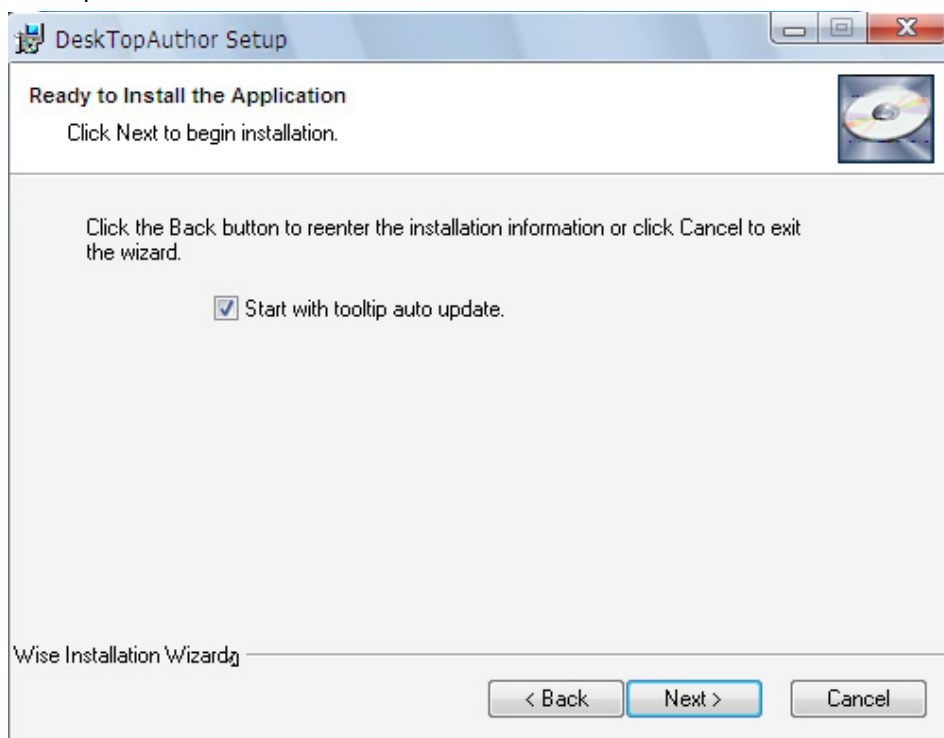 DeskTopAuthor Setup
Ready to Install the Application
Click Next to begin installation.
Click the Back button to reenter the installation information or click Cancel to exit
the wizard.
Start with tooltip auto update.
Wise Installation Wizard
< Back
Next >
Cancel